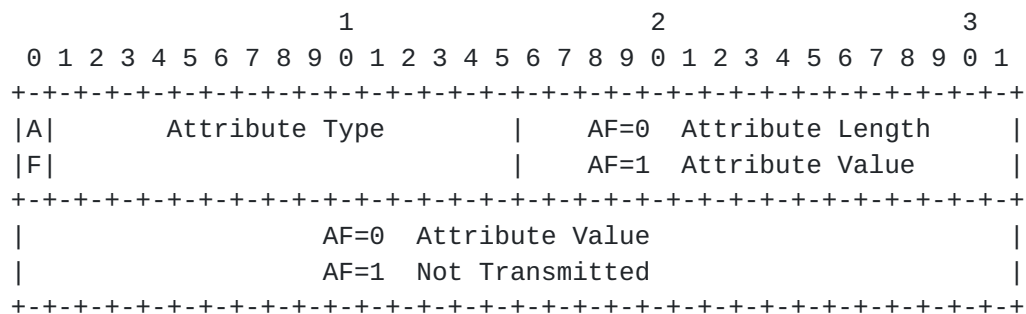 1                   2                   3
 0 1 2 3 4 5 6 7 8 9 0 1 2 3 4 5 6 7 8 9 0 1 2 3 4 5 6 7 8 9 0 1
+-+-+-+-+-+-+-+-+-+-+-+-+-+-+-+-+-+-+-+-+-+-+-+-+-+-+-+-+-+-+-+-+
|A|       Attribute Type        |    AF=0  Attribute Length     |
|F|                             |    AF=1  Attribute Value      |
+-+-+-+-+-+-+-+-+-+-+-+-+-+-+-+-+-+-+-+-+-+-+-+-+-+-+-+-+-+-+-+-+
|                   AF=0  Attribute Value                       |
|                   AF=1  Not Transmitted                       |
+-+-+-+-+-+-+-+-+-+-+-+-+-+-+-+-+-+-+-+-+-+-+-+-+-+-+-+-+-+-+-+-+